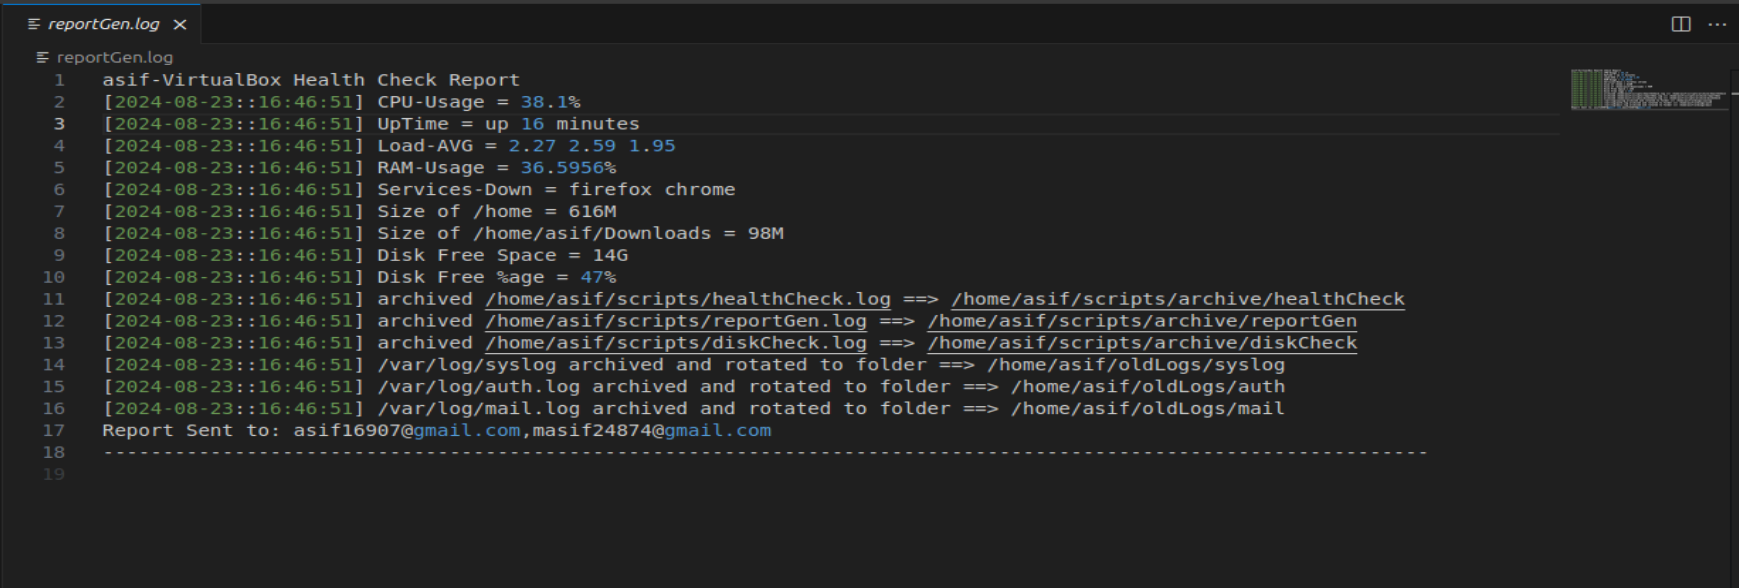 reportGen.log
reportGen.log
1 asif-VirtualBox Health Check Report
2 [2024-08-23::16:46:51] CPU-Usage = 38.1%
3 [2024-08-23::16:46:51] UpTime = up 16 minutes
4 [2024-08-23::16:46:51] Load-AVG = 2.27 2.59 1.95
5 [2024-08-23::16:46:51] RAM-Usage = 36.5956%
6 [2024-08-23::16:46:51] Services-Down = firefox chrome
7 [2024-08-23::16:46:51] Size of /home = 616M
8 [2024-08-23::16:46:51] Size of /home/asif/Downloads = 98M
9 [2024-08-23::16:46:51] Disk Free Space = 14G
10 [2024-08-23::16:46:51] Disk Free %age = 47%
11 [2024-08-23::16:46:51] archived /home/asif/scripts/healthCheck.log ==> /home/asif/scripts/archive/healthCheck
12 [2024-08-23::16:46:51] archived /home/asif/scripts/reportGen.log ==> /home/asif/scripts/archive/reportGen
13 [2024-08-23::16:46:51] archived /home/asif/scripts/diskCheck.log ==> /home/asif/scripts/archive/diskCheck
14 [2024-08-23::16:46:51] /var/log/syslog archived and rotated to folder ==> /home/asif/oldLogs/syslog
15 [2024-08-23::16:46:51] /var/log/auth.log archived and rotated to folder ==> /home/asif/oldLogs/auth
16 [2024-08-23::16:46:51] /var/log/mail.log archived and rotated to folder ==> /home/asif/oldLogs/mail
17 Report Sent to: asif16907@gmail.com,masif24874@gmail.com
18 ---------------------------------------------------------------------------------------------------------------
19